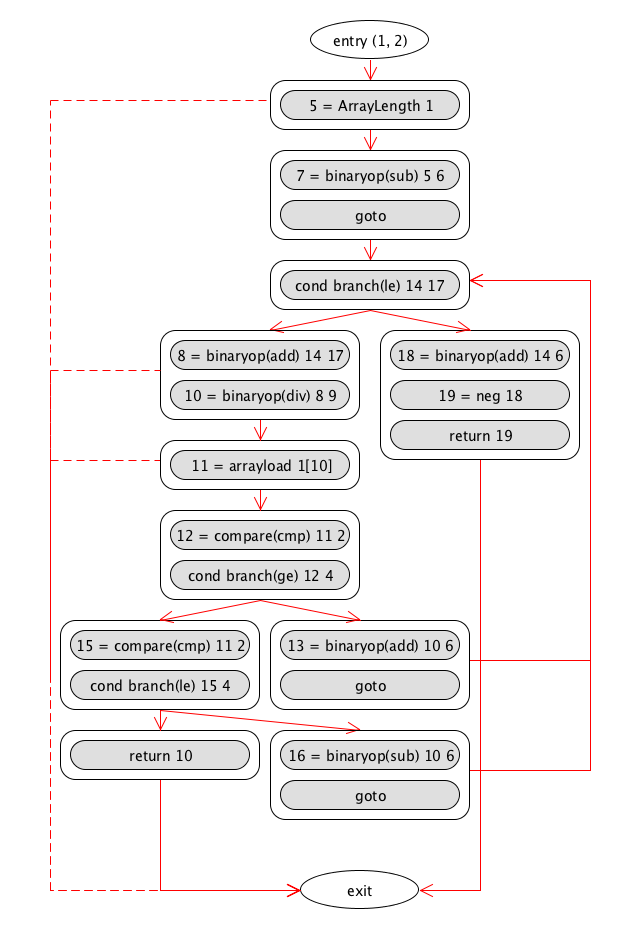 entry (1, 2)
5 = ArrayLength 1
7 = binaryop(sub) 5 6
goto
cond branch(le) 14 17
8 = binaryop(add) 14 17
10 = binaryop(div) 8 9
18 = binaryop(add) 14 6
19 = neg 18
return 19
11 = arrayload 1[10]
12 = compare(cmp) 11 2
cond branch(ge) 12 4
15 = compare(cmp) 11 2
cond branch(le) 15 4
13 = binaryop(add) 10 6
goto
return 10
16 = binaryop(sub) 10 6
goto
exit